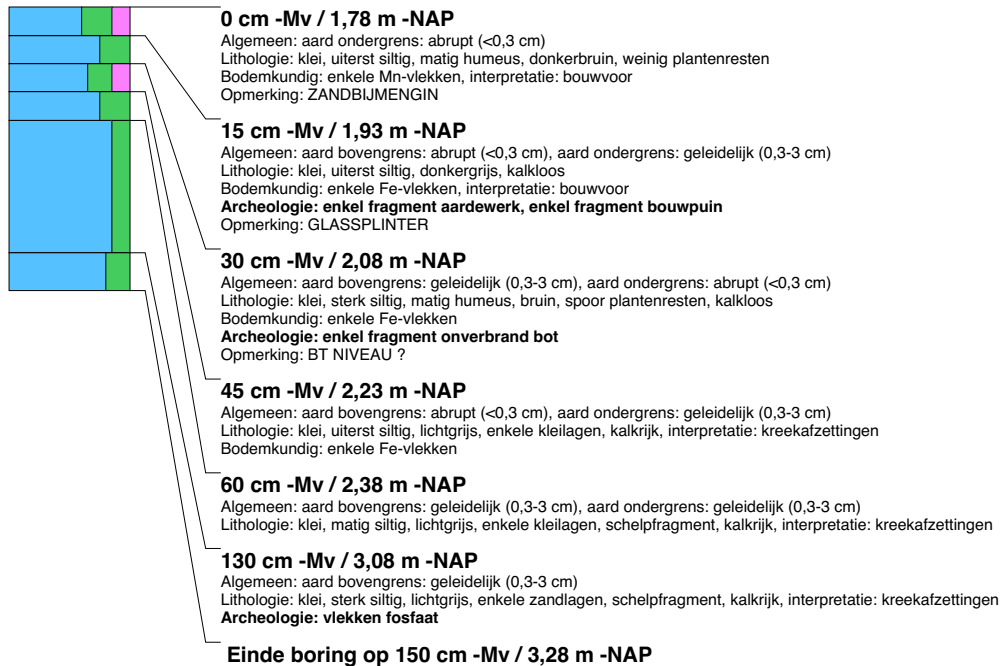 0 cm -Mv / 1,78 m -NAP
Algemeen: aard ondergrens: abrupt (<0,3 cm)
Lithologie: klei, uiterst siltig, matig humeus, donkerbruin, weinig plantenresten
Bodemkundig: enkele Mn-vlekken, interpretatie: bouwvoor
Opmerking: ZANDBIJMENGIN
15 cm -Mv / 1,93 m -NAP
Algemeen: aard bovengrens: abrupt (<0,3 cm), aard ondergrens: geleidelijk (0,3-3 cm)
Lithologie: klei, uiterst siltig, donkergrijs, kalkloos
Bodemkundig: enkele Fe-vlekken, interpretatie: bouwvoor
Archeologie: enkel fragment aardewerk, enkel fragment bouwpuin
Opmerking: GLASSPLINTER
30 cm -Mv / 2,08 m -NAP
Algemeen: aard bovengrens: geleidelijk (0,3-3 cm), aard ondergrens: abrupt (<0,3 cm)
Lithologie: klei, sterk siltig, matig humeus, bruin, spoor plantenresten, kalkloos
Bodemkundig: enkele Fe-vlekken
Archeologie: enkel fragment onverbrand bot
Opmerking: BT NIVEAU ?
45 cm -Mv / 2,23 m -NAP
Algemeen: aard bovengrens: abrupt (<0,3 cm), aard ondergrens: geleidelijk (0,3-3 cm)
Lithologie: klei, uiterst siltig, lichtgrijs, enkele kleilagen, kalkrijk, interpretatie: kreekafzettingen
Bodemkundig: enkele Fe-vlekken
60 cm -Mv / 2,38 m -NAP
Algemeen: aard bovengrens: geleidelijk (0,3-3 cm), aard ondergrens: geleidelijk (0,3-3 cm)
Lithologie: klei, matig siltig, lichtgrijs, enkele kleilagen, schelpfragment, kalkrijk, interpretatie: kreekafzettingen
130 cm -Mv / 3,08 m -NAP
Algemeen: aard bovengrens: geleidelijk (0,3-3 cm)
Lithologie: klei, sterk siltig, lichtgrijs, enkele zandlagen, schelpfragment, kalkrijk, interpretatie: kreekafzettingen
Archeologie: vlekken fosfaat
Einde boring op 150 cm -Mv / 3,28 m -NAP